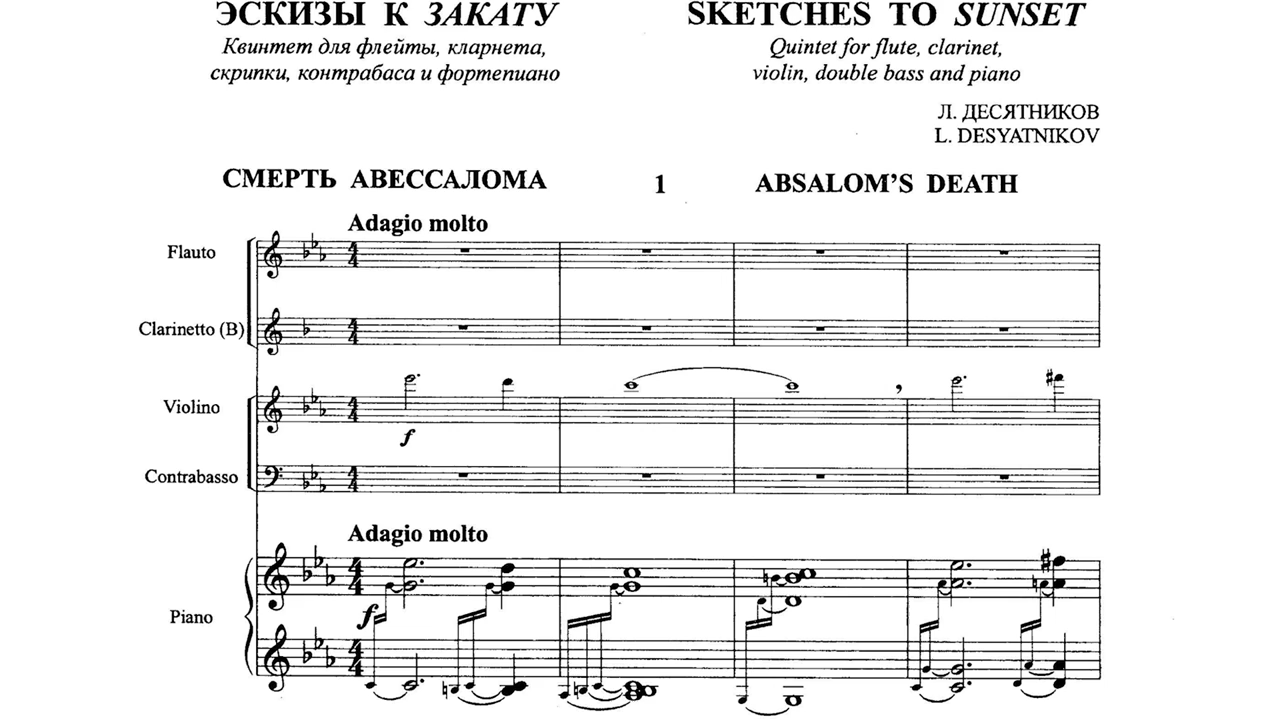 ЭСКИЗЫ К ЗАКАТУ
Квинтет для флейты, кларнета,
скрипки, контрабаса и фортепиано
SKETCHES TO SUNSET
Quintet for flute, clarinet,
violin, double bass and piano
Л. ДЕСЯТНИКОВ
L. DESYATNIKOV
СМЕРТЬ АВЕССАЛОМА
1
ABSALOM'S DEATH
Adagio molto
Flauto
Clarinetto (B)
Violino
f
Contrabasso
Adagio molto
Piano
f